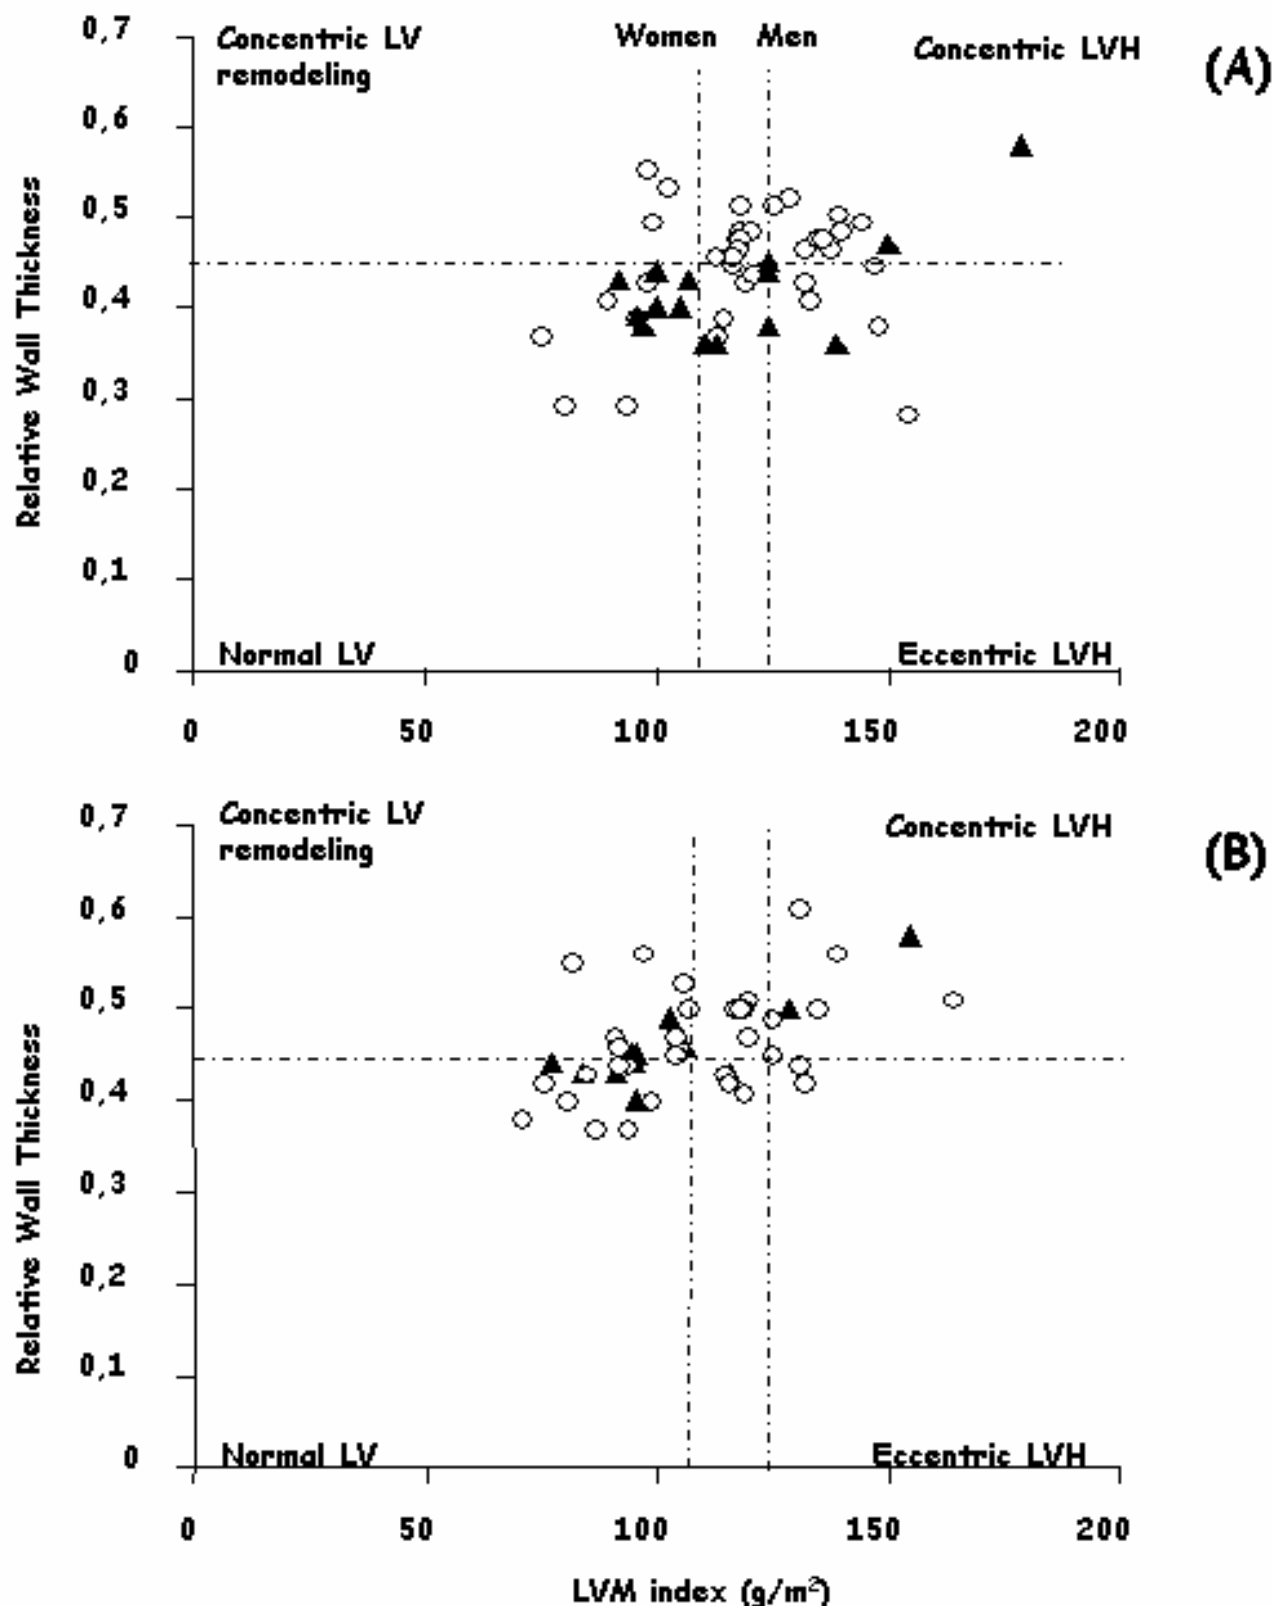 0,7
Concentric LV
remodeling
Women
Men
Concentric LVH
(A)
0,6
0,5
0,4
0,3
0,2
0,1
0
Relative Wall Thickness
Normal LV
Eccentric LVH
0
50
100
150
200
0,7
Concentric LV
remodeling
Concentric LVH
(B)
0,6
0,5
0,4
0,3
0,2
0,1
0
Relative Wall Thickness
Normal LV
Eccentric LVH
0
50
100
150
200
LVM index (g/m²)